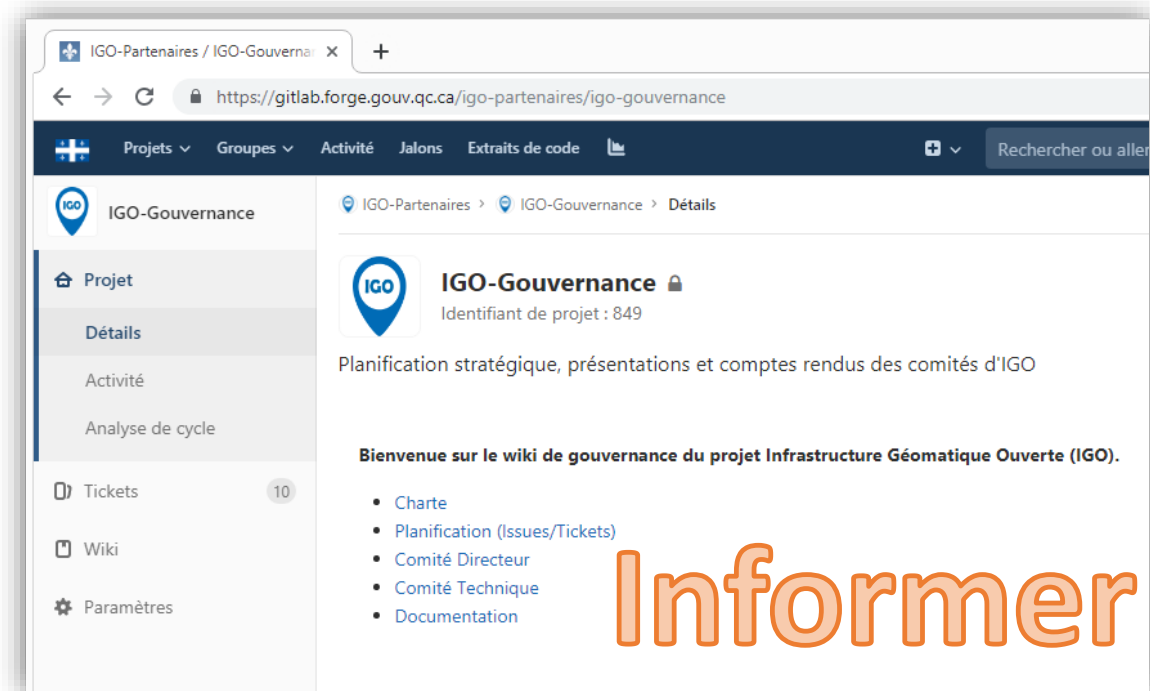 IGO-Partenaires / IGO-Gouvernan
https://gitlab.forge.gouv.qc.ca/igo-partenaires/igo-gouvernance
Projets Groupes Activité Jalons Extraits de code Rechercher ou aller
IGO IGO-Gouvernance
IGO-Partenaires > IGO-Gouvernance > Détails
Projet
Détails
Activité
Analyse de cycle
Tickets 10
Wiki
Paramètres
IGO
IGO-Gouvernance
Identifiant de projet : 849
Planification stratégique, présentations et comptes rendus des comités d'IGO
Bienvenue sur le wiki de gouvernance du projet Infrastructure Géomatique Ouverte (IGO).
• Charte
• Planification (Issues/Tickets)
• Comité Directeur
• Comité Technique
• Documentation
Informer